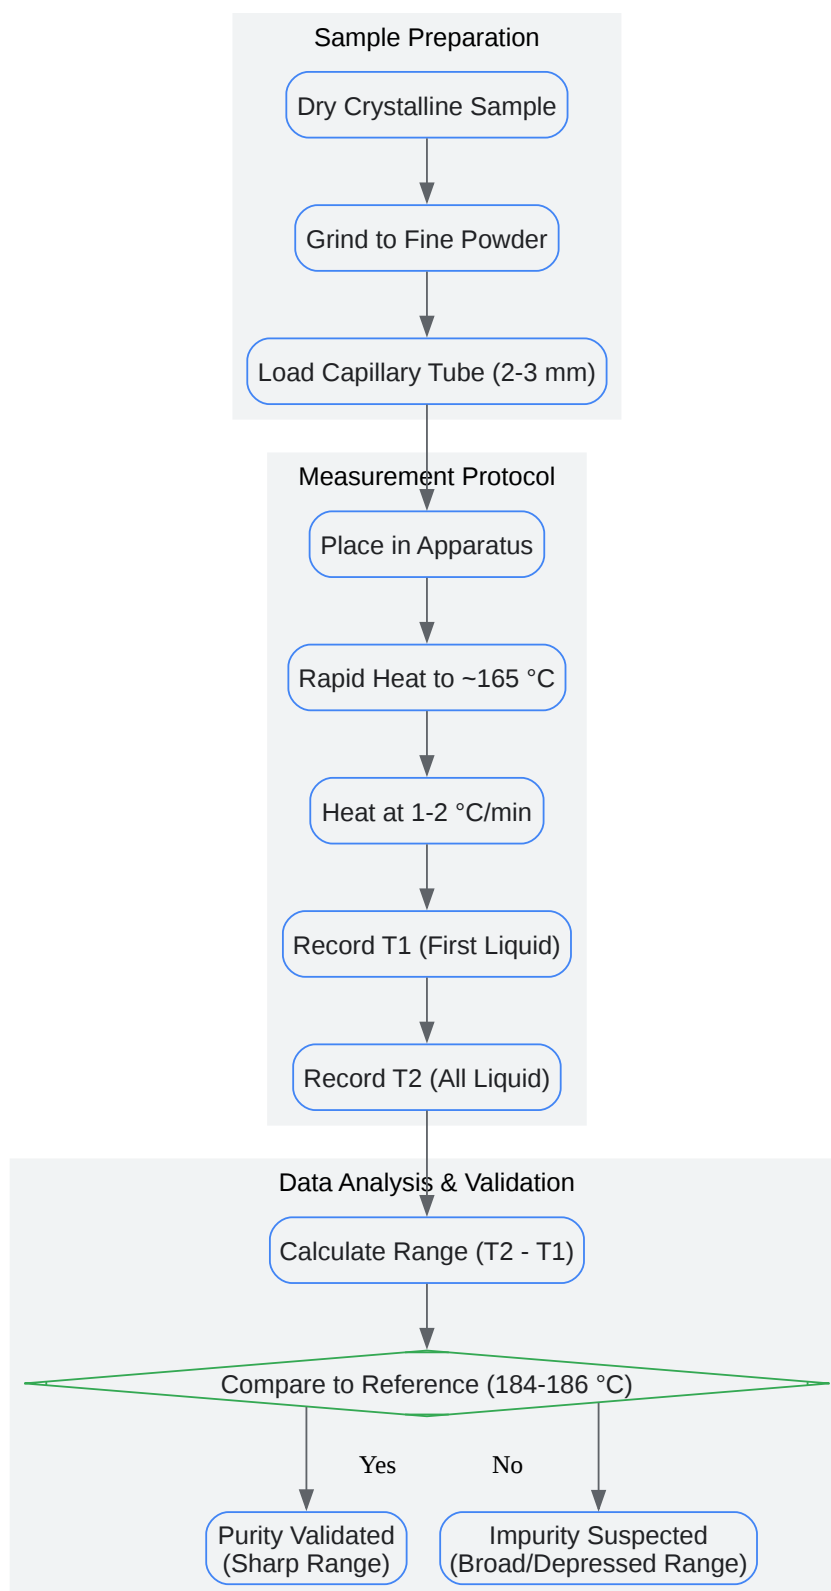 Sample Preparation
Dry Crystalline Sample
Grind to Fine Powder
Load Capillary Tube (2-3 mm)
Measurement Protocol
Place in Apparatus
Rapid Heat to ~165 °C
Heat at 1-2 °C/min
Record T1 (First Liquid)
Record T2 (All Liquid)
Data Analysis & Validation
Calculate Range (T2 - T1)
Compare to Reference (184-186 °C)
Yes
No
Purity Validated
(Sharp Range)
Impurity Suspected
(Broad/Depressed Range)